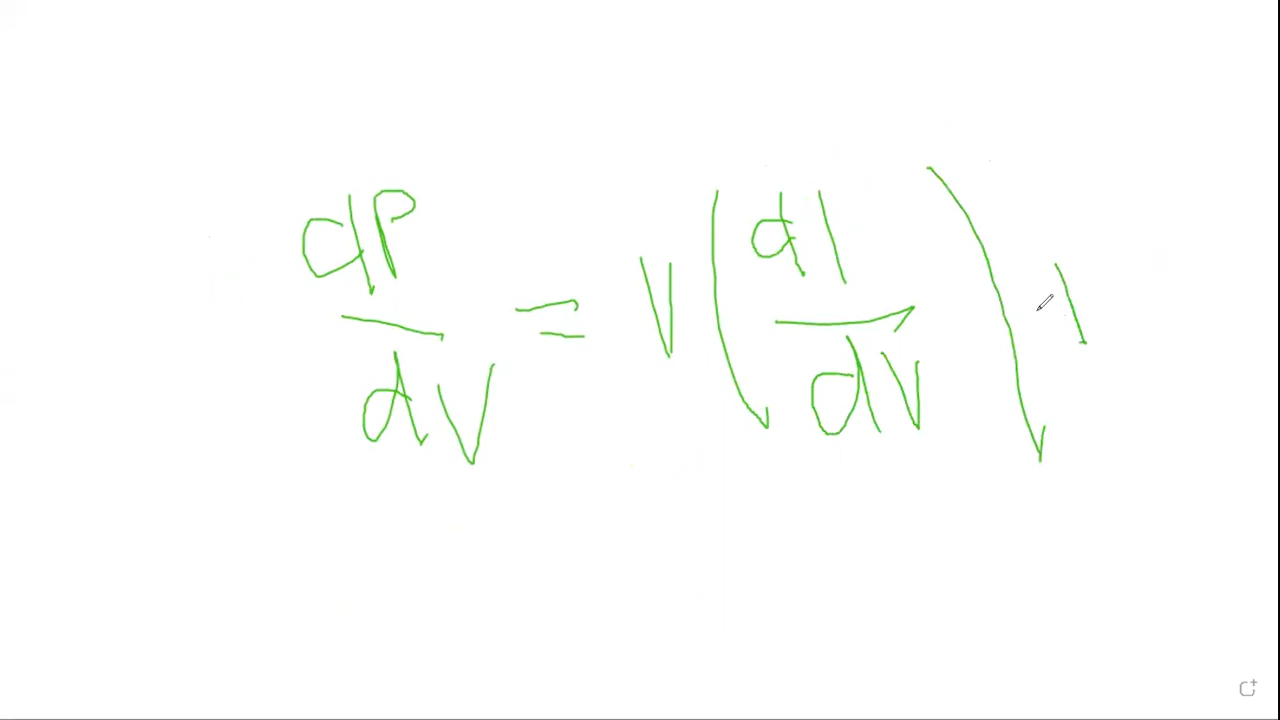 dP/dV = V (dI/dV) I